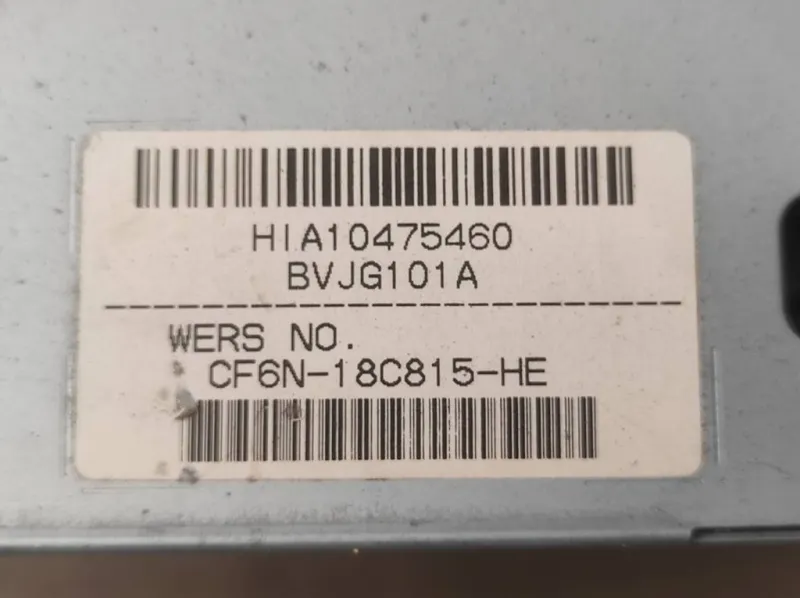 HIA10475460
BVJG101A
WERS NO.
CF6N-18C815-HE